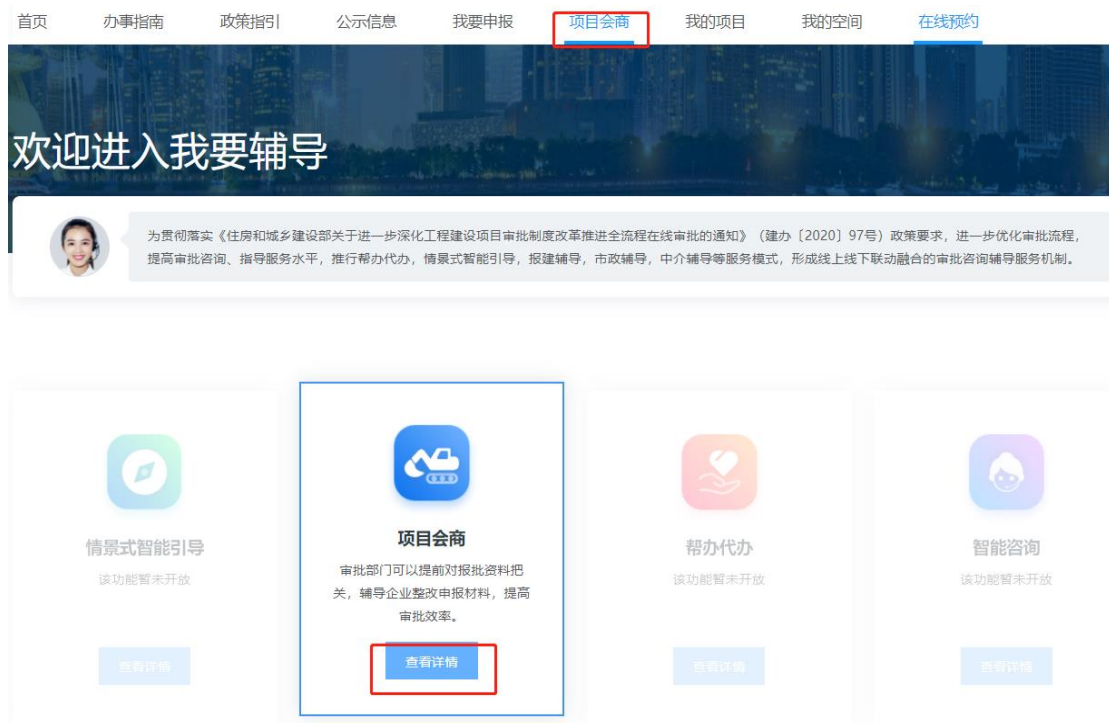 首页 办事指南 政策指引 公示信息 我要申报 项目会商 我的项目 我的空间 在线预约
欢迎进入我要辅导
为贯彻落实《住房和城乡建设部关于进一步深化工程建设项目审批制度改革推进全流程在线审批的通知》（建办［2020］97号）政策要求，进一步优化审批流程，
提高审批咨询、指导服务水平，推行帮办代办，情景式智能引导，报建辅导，市政辅导，中介辅导等服务模式，形成线上线下联动融合的审批咨询辅导服务机制。
情景式智能引导
该功能暂未开放
查看详情
项目会商
审批部门可以提前对报批资料把
关，辅导企业整改申报材料，提高
审批效率。
查看详情
帮办代办
该功能暂未开放
查看详情
智能咨询
该功能暂未开放
查看详情